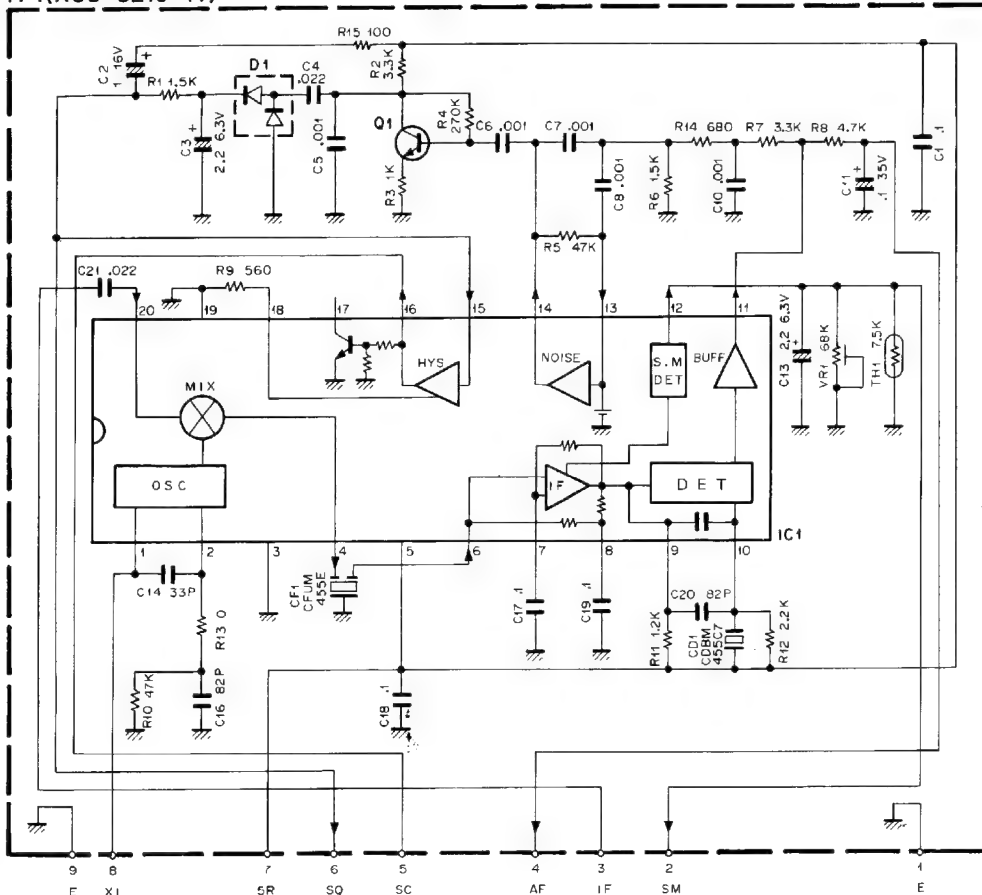 R15 100
C2 1 16V +
R1 1.5K
D1
C4 .022
R2 3.3K
C3 + 2.2 6.3V
C5 .001
Q1
R4 270K
R3 1K
C6 .001
C7 .001
C8 .001
R14 680
R7 3.3K
R8 4.7K
R6 1.5K
C10 .001
C11 + .1 35V
C1 .1
R5 47K
C21 .022
R9 560
20 19 18 17 16 15 14 13 12 11
HYS
NOISE
S.M DET
BUFF
C13 2.2 6.3V +
VR1 68K
TH1 7.5K
MIX
OSC
IF
DET
IC1
1 2 3 4 5 6 7 8 9 10
C14 33P
CF1 CFUM 455E
R13 0
R10 47K
C16 82P
C18 .1
C17 .1
C19 .1
C20 82P
R11 1.2K
CD1 CDBM 455C7
R12 2.2K
9 8 7 6 5 4 3 2 1
E X1 5R SQ SC AF IF SM E